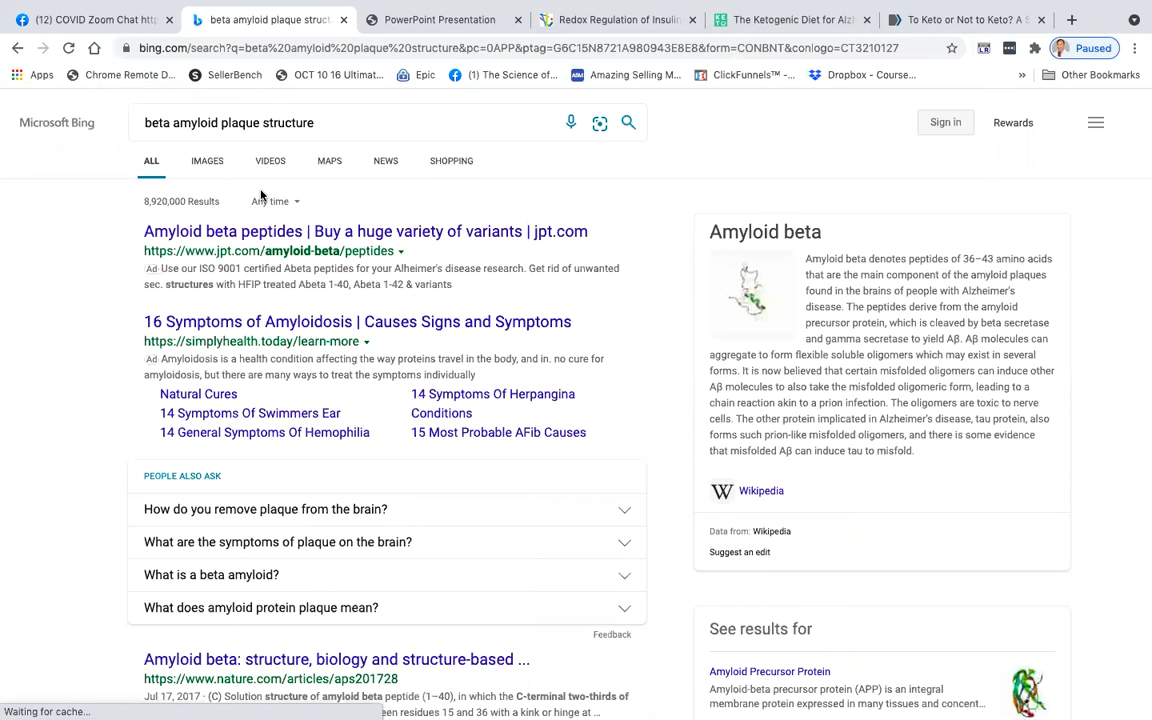 (12) COVID Zoom Chat http
beta amyloid plaque struct
PowerPoint Presentation
Redox Regulation of Insulin
The Ketogenic Diet for Alz
To Keto or Not to Keto? A S
bing.com/search?q=beta%20amyloid%20plaque%20structure&pc=0APP&ptag=G6C15N8721A980943E8E8&form=CONBNT&conlogo=CT3210127
Paused
Apps
Chrome Remote D...
SellerBench
OCT 10 16 Ultimat...
Epic
(1) The Science of...
Amazing Selling M...
ClickFunnels™ -...
Dropbox - Course...
»
Other Bookmarks
Microsoft Bing
beta amyloid plaque structure
Sign in
Rewards
ALL
IMAGES
VIDEOS
MAPS
NEWS
SHOPPING
8,920,000 Results
Any time
Amyloid beta peptides | Buy a huge variety of variants | jpt.com
https://www.jpt.com/amyloid-beta/peptides
Ad Use our ISO 9001 certified Abeta peptides for your Alheimer's disease research. Get rid of unwanted
sec. structures with HFIP treated Abeta 1-40, Abeta 1-42 & variants
16 Symptoms of Amyloidosis | Causes Signs and Symptoms
https://simplyhealth.today/learn-more
Ad Amyloidosis is a health condition affecting the way proteins travel in the body, and in. no cure for
amyloidosis, but there are many ways to treat the symptoms individually
Natural Cures
14 Symptoms Of Swimmers Ear
14 General Symptoms Of Hemophilia
14 Symptoms Of Herpangina
Conditions
15 Most Probable AFib Causes
PEOPLE ALSO ASK
How do you remove plaque from the brain?
What are the symptoms of plaque on the brain?
What is a beta amyloid?
What does amyloid protein plaque mean?
Feedback
Amyloid beta: structure, biology and structure-based ...
https://www.nature.com/articles/aps201728
Jul 17, 2017 · (C) Solution structure of amyloid beta peptide (1–40), in which the C-terminal two-thirds of
een residues 15 and 36 with a kink or hinge at ...
Waiting for cache...
Amyloid beta
Amyloid beta denotes peptides of 36–43 amino acids
that are the main component of the amyloid plaques
found in the brains of people with Alzheimer's
disease. The peptides derive from the amyloid
precursor protein, which is cleaved by beta secretase
and gamma secretase to yield Aβ. Aβ molecules can
aggregate to form flexible soluble oligomers which may exist in several
forms. It is now believed that certain misfolded oligomers can induce other
Aβ molecules to also take the misfolded oligomeric form, leading to a
chain reaction akin to a prion infection. The oligomers are toxic to nerve
cells. The other protein implicated in Alzheimer's disease, tau protein, also
forms such prion-like misfolded oligomers, and there is some evidence
that misfolded Aβ can induce tau to misfold.
W Wikipedia
Data from: Wikipedia
Suggest an edit
See results for
Amyloid Precursor Protein
Amyloid-beta precursor protein (APP) is an integral
membrane protein expressed in many tissues and concent...